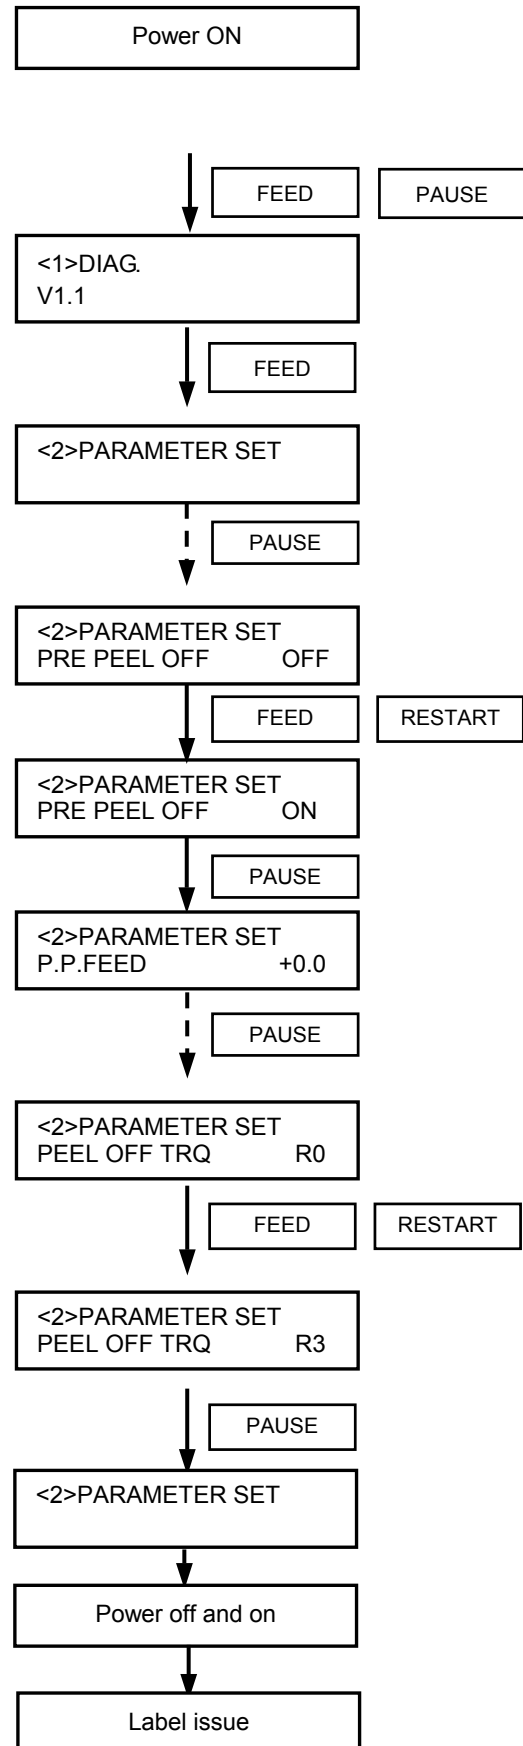 Power ON
FEED PAUSE
<1>DIAG.
V1.1
FEED
<2>PARAMETER SET
PAUSE
<2>PARAMETER SET
PRE PEEL OFF OFF
FEED RESTART
<2>PARAMETER SET
PRE PEEL OFF ON
PAUSE
<2>PARAMETER SET
P.P.FEED +0.0
PAUSE
<2>PARAMETER SET
PEEL OFF TRQ R0
FEED RESTART
<2>PARAMETER SET
PEEL OFF TRQ R3
PAUSE
<2>PARAMETER SET
Power off and on
Label issue